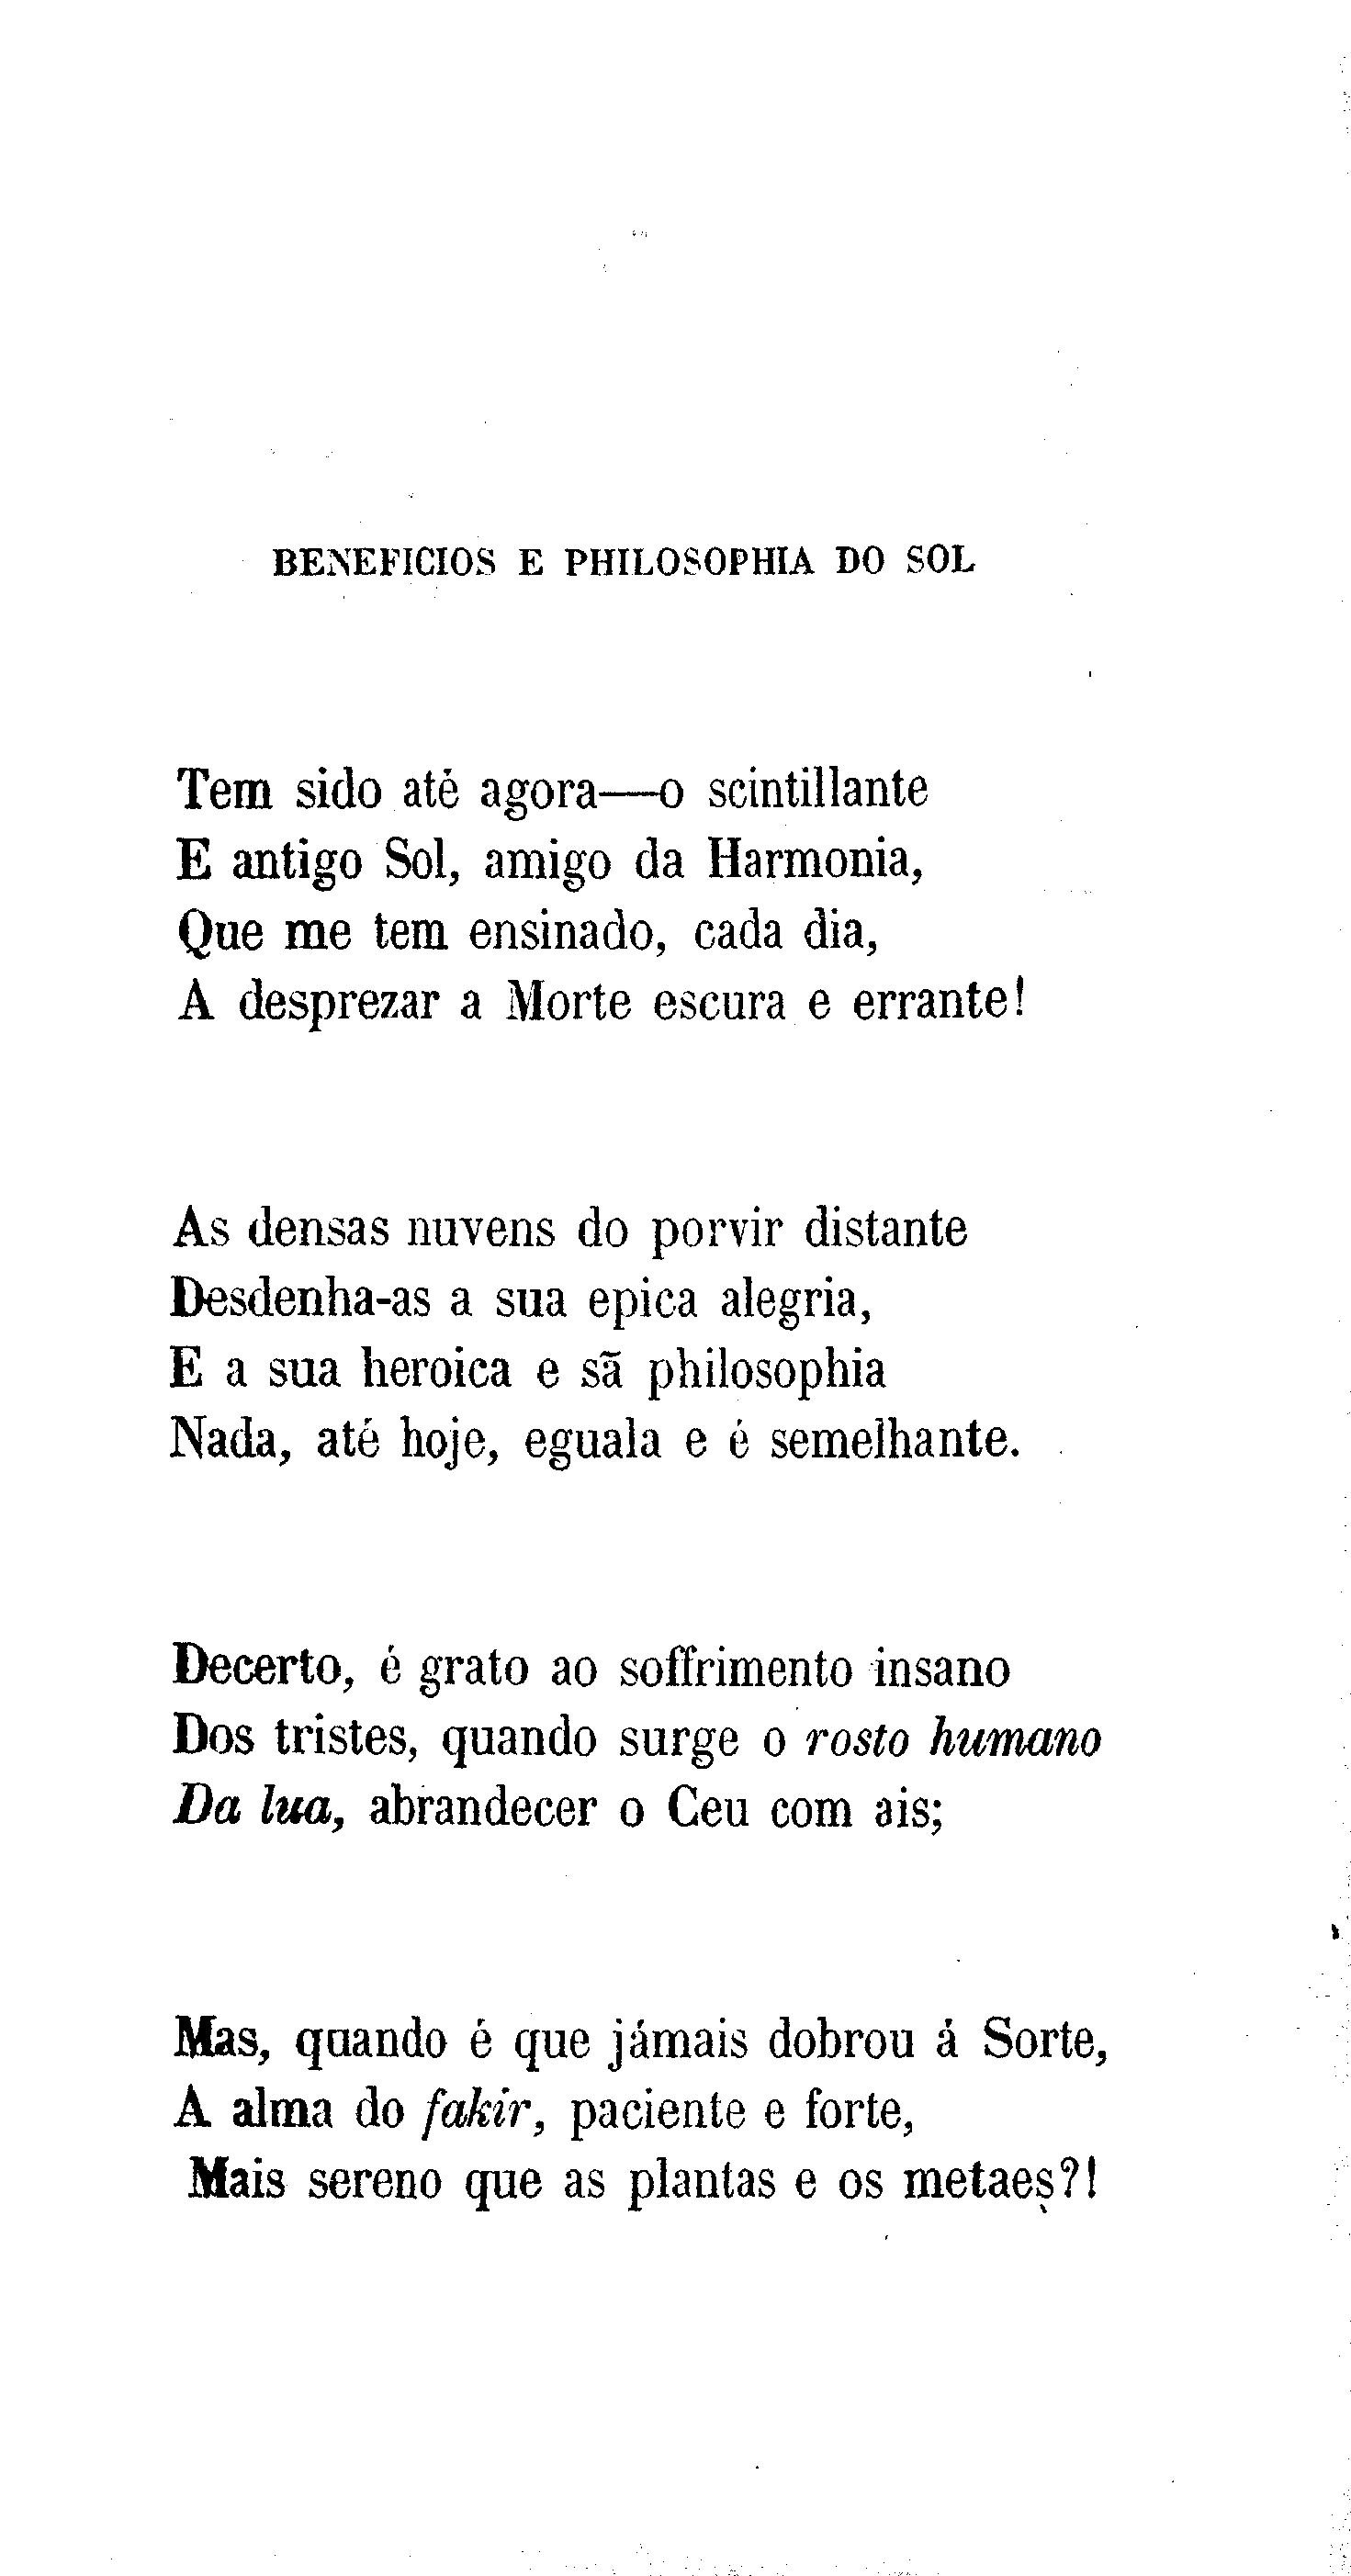 BENEFICIOS E PHILOSOPHIA DO SOL
Tem sido até agora—o scintillante
E antigo Sol, amigo da Harmonia,
Que me tem ensinado, cada dia,
A desprezar a Morte escura e errante!
As densas nuvens do porvir distante
Desdenha-as a sua epica alegria,
E a sua heroica e sã philosophia
Nada, até hoje, eguala e é semelhante.
Decerto, é grato ao soffrimento insano
Dos tristes, quando surge o rosto humano
Da lua, abrandecer o Ceu com ais;
Mas, quando é que jámais dobrou á Sorte,
A alma do fakir, paciente e forte,
Mais sereno que as plantas e os metaes?!